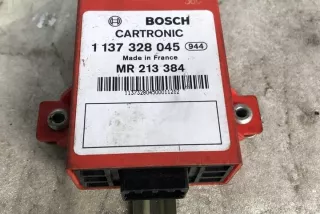 BOSCH
CARTRONIC
1 137 328 045 944
Made in France
MR 213 384